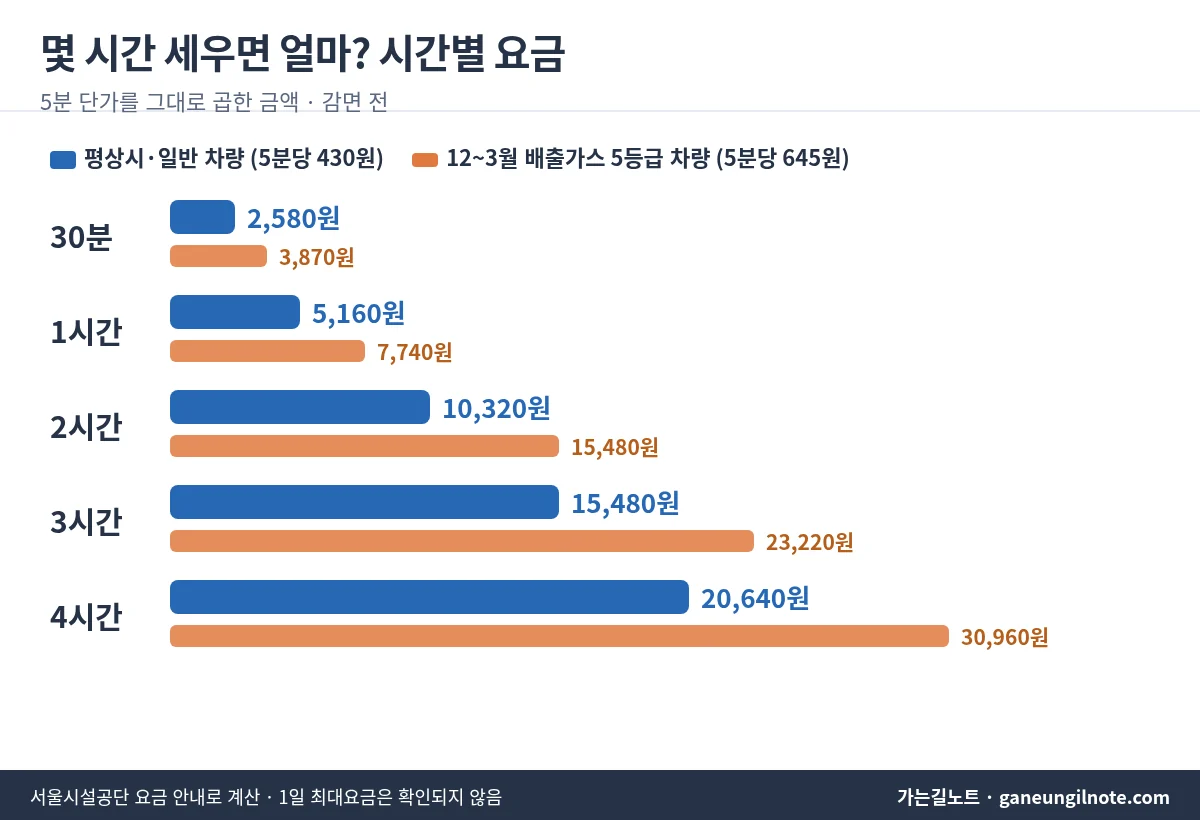 몇 시간 세우면 얼마? 시간별 요금
5분 단가를 그대로 곱한 금액 · 감면 전
평상시·일반 차량 (5분당 430원)
12~3월 배출가스 5등급 차량 (5분당 645원)
30분
2,580원
3,870원
1시간
5,160원
7,740원
2시간
10,320원
15,480원
3시간
15,480원
23,220원
4시간
20,640원
30,960원
서울시설공단 요금 안내로 계산 · 1일 최대요금은 확인되지 않음
가는길노트 · ganeungilnote.com